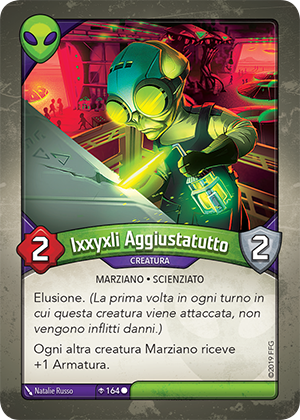 Ixxyxli Aggiustatutto
2
CREATURA
2
MARZIANO • SCIENZIATO
Elusione. (La prima volta in ogni turno in
cui questa creatura viene attaccata, non
vengono inflitti danni.)
Ogni altra creatura Marziano riceve
+1 Armatura.
©2019 FFG
Natalie Russo
164